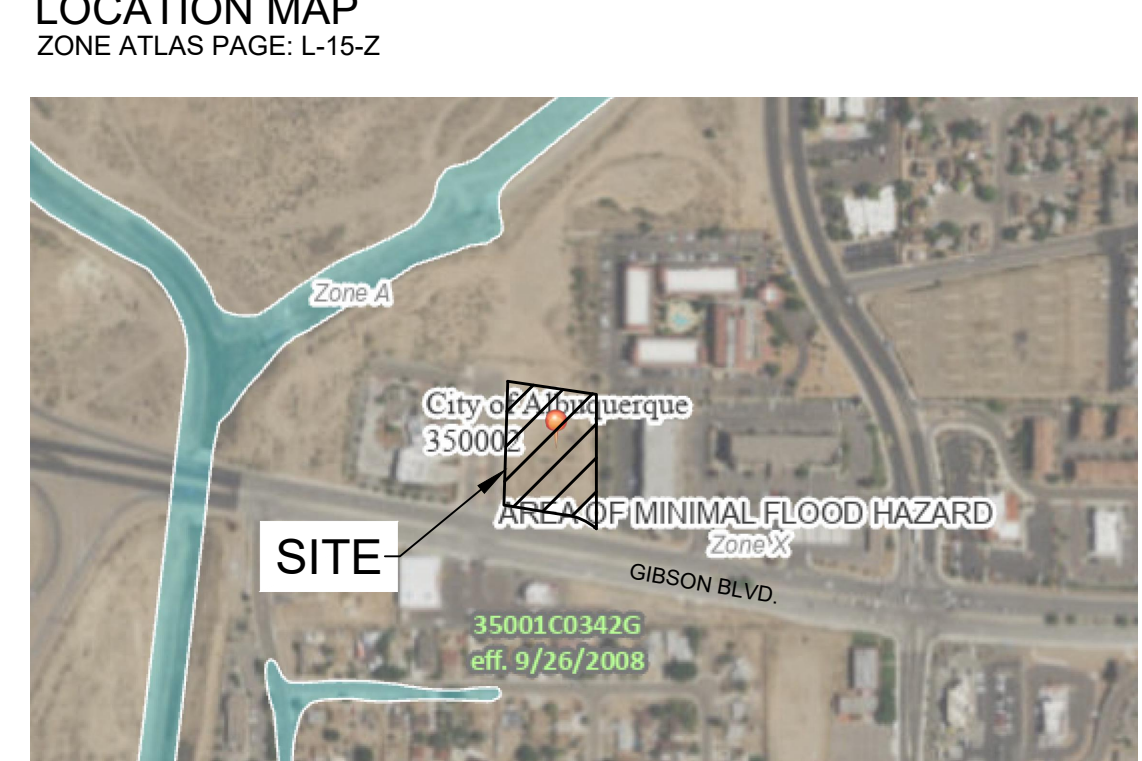 LOCATION MAP
ZONE ATLAS PAGE: L-15-Z
Zone A
City of Albuquerque
350002
AREA OF MINIMAL FLOOD HAZARD
Zone X
SITE
GIBSON BLVD.
35001C0342G
eff. 9/26/2008